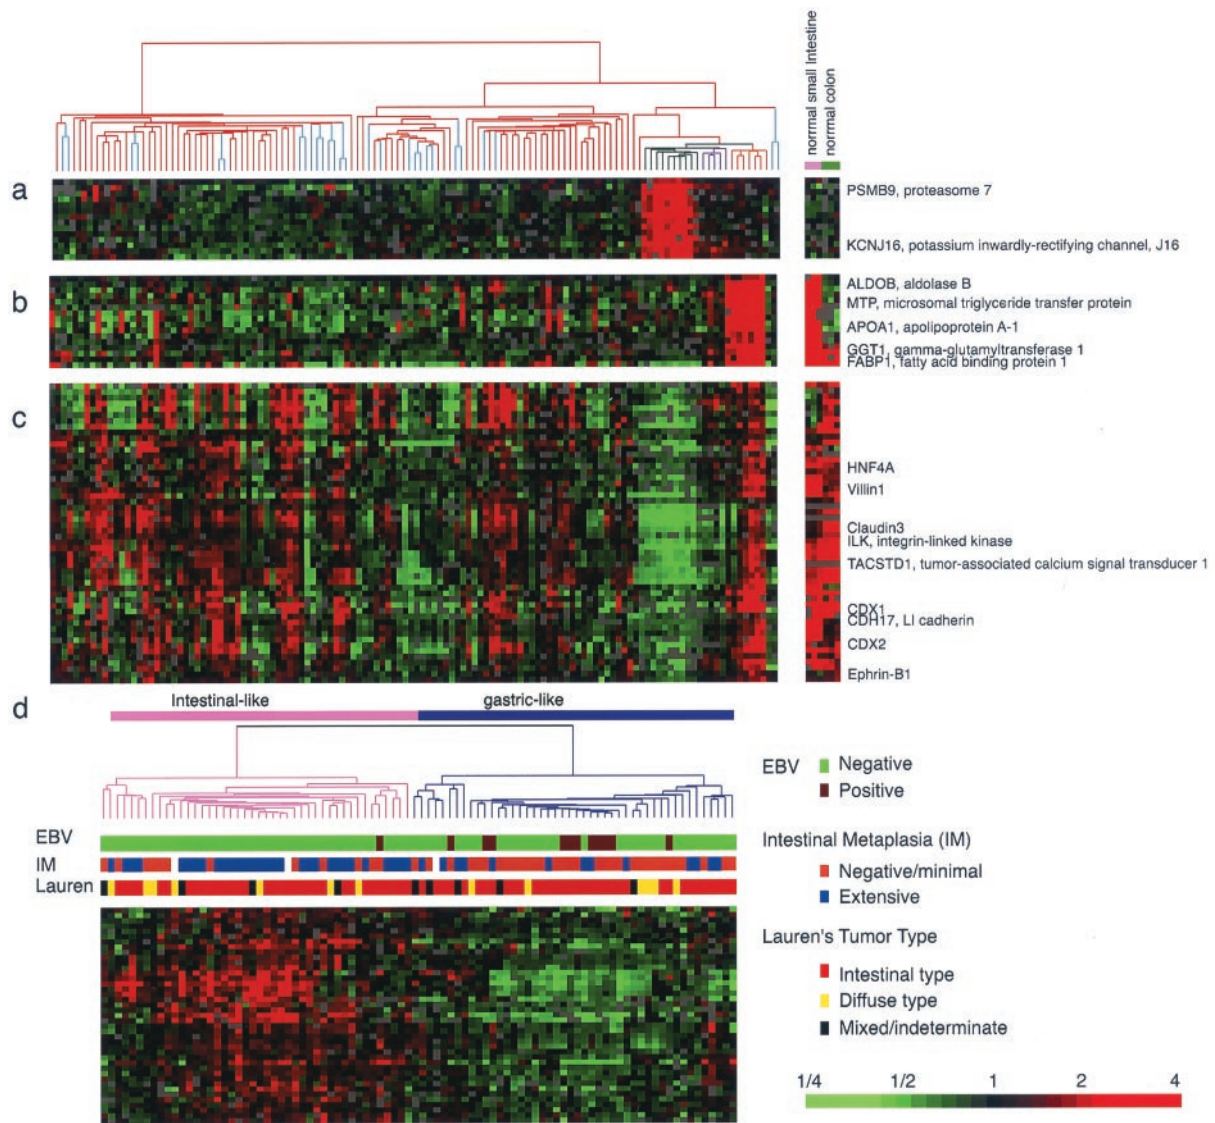 norrmal small Intestine
norrmal colon
a
PSMB9, proteasome 7
KCNJ16, potassium inwardly-rectifying channel, J16
b
ALDOB, aldolase B
MTP, microsomal triglyceride transfer protein
APOA1, apolipoprotein A-1
GGT1, gamma-glutamyltransferase 1
FABP1, fatty acid binding protein 1
c
HNF4A
Villin1
Claudin3
ILK, integrin-linked kinase
TACSTD1, tumor-associated calcium signal transducer 1
CDX1
CDH17, LI cadherin
CDX2
Ephrin-B1
d
Intestinal-like gastric-like
EBV
IM
Lauren
EBV Negative
Positive
Intestinal Metaplasia (IM)
Negative/minimal
Extensive
Lauren's Tumor Type
Intestinal type
Diffuse type
Mixed/indeterminate
1/4 1/2 1 2 4